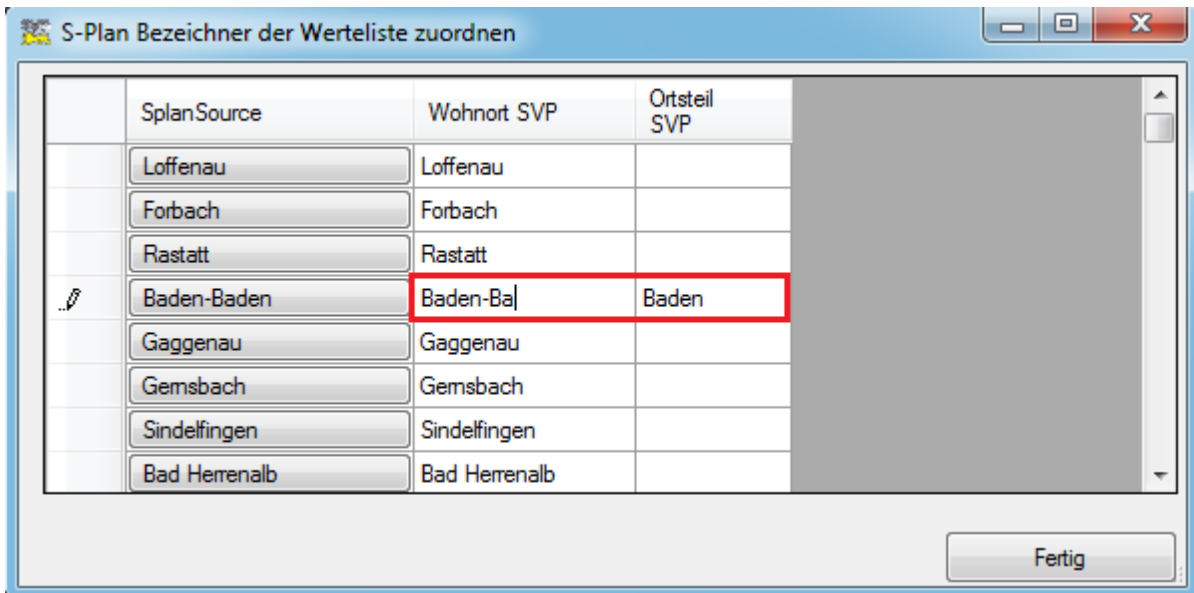 S-Plan Bezeichner der Werteliste zuordnen
SplanSource Wohnort SVP Ortsteil SVP
Loffenau Loffenau
Forbach Forbach
Rastatt Rastatt
Baden-Baden Baden-Ba Baden
Gaggenau Gaggenau
Gernsbach Gernsbach
Sindelfingen Sindelfingen
Bad Herrenalb Bad Herrenalb
Fertig